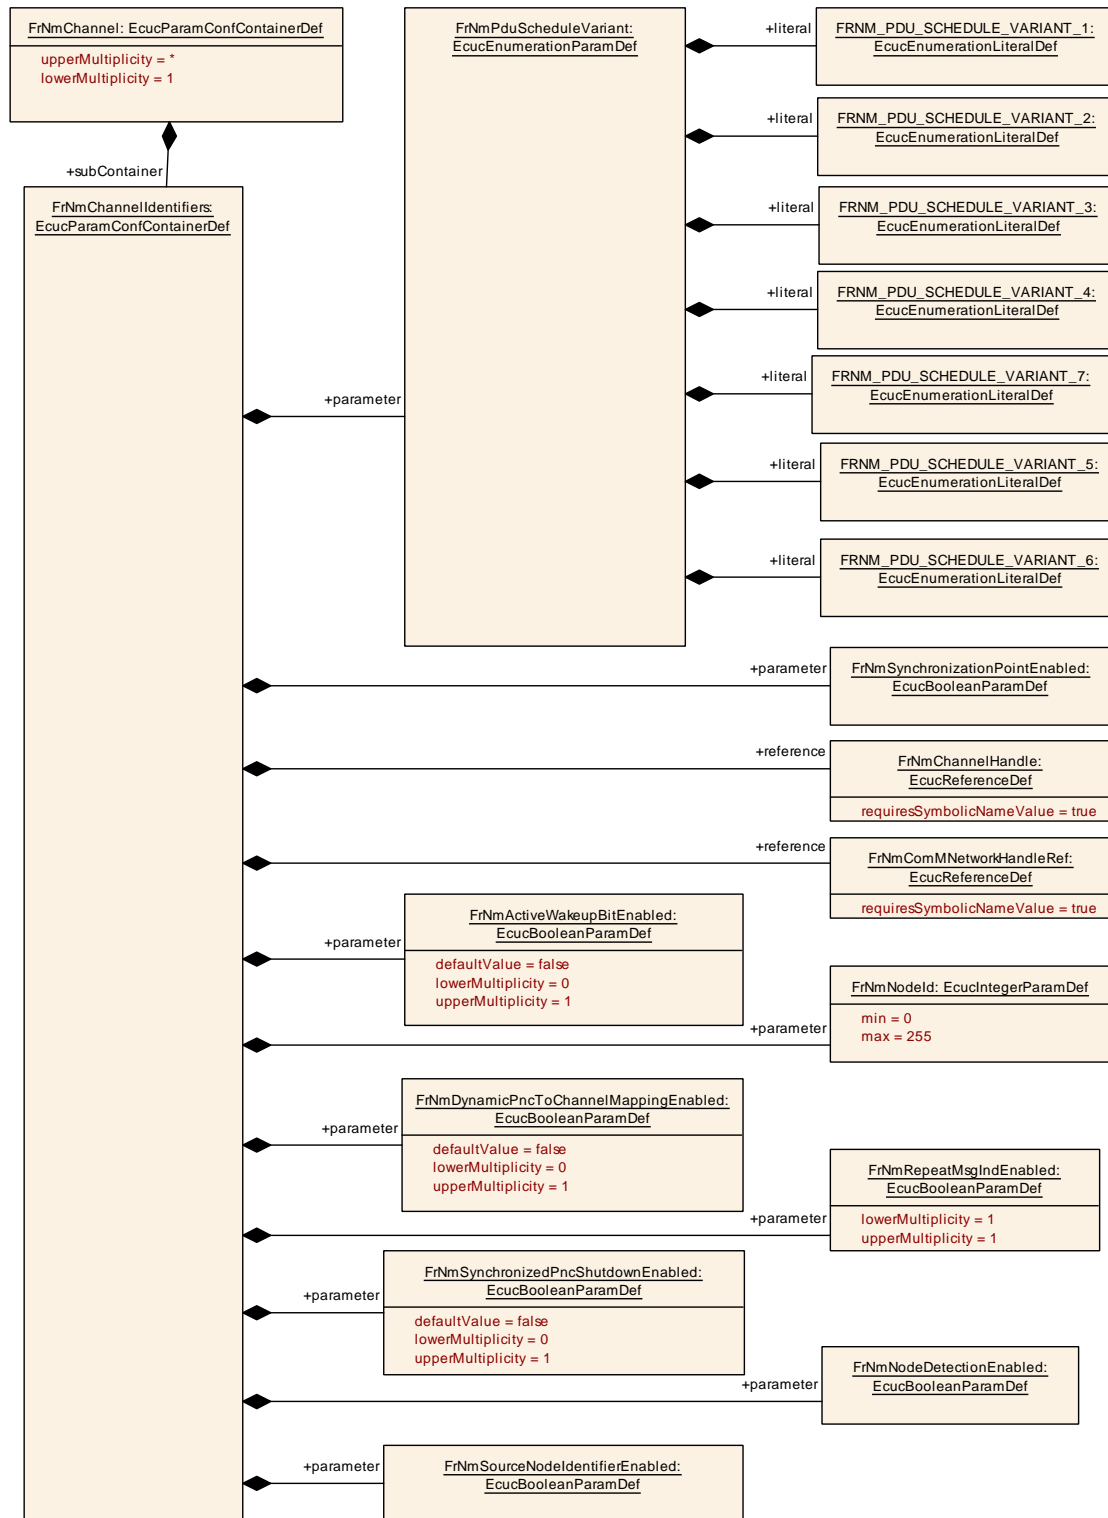 FrNmChannel: EcucParamConfContainerDef
upperMultiplicity = *
lowerMultiplicity = 1
+subContainer
FrNmChannelIdentifiers:
EcucParamConfContainerDef
+parameter
FrNmPduScheduleVariant:
EcucEnumerationParamDef
+literal
FRNM_PDU_SCHEDULE_VARIANT_1:
EcucEnumerationLiteralDef
+literal
FRNM_PDU_SCHEDULE_VARIANT_2:
EcucEnumerationLiteralDef
+literal
FRNM_PDU_SCHEDULE_VARIANT_3:
EcucEnumerationLiteralDef
+literal
FRNM_PDU_SCHEDULE_VARIANT_4:
EcucEnumerationLiteralDef
+literal
FRNM_PDU_SCHEDULE_VARIANT_7:
EcucEnumerationLiteralDef
+literal
FRNM_PDU_SCHEDULE_VARIANT_5:
EcucEnumerationLiteralDef
+literal
FRNM_PDU_SCHEDULE_VARIANT_6:
EcucEnumerationLiteralDef
+parameter
FrNmSynchronizationPointEnabled:
EcucBooleanParamDef
+reference
FrNmChannelHandle:
EcucReferenceDef
requiresSymbolicNameValue = true
+reference
FrNmComMNetworkHandleRef:
EcucReferenceDef
requiresSymbolicNameValue = true
+parameter
FrNmActiveWakeupBitEnabled:
EcucBooleanParamDef
defaultValue = false
lowerMultiplicity = 0
upperMultiplicity = 1
+parameter
FrNmNodeId: EcucIntegerParamDef
min = 0
max = 255
+parameter
FrNmDynamicPncToChannelMappingEnabled:
EcucBooleanParamDef
defaultValue = false
lowerMultiplicity = 0
upperMultiplicity = 1
+parameter
FrNmRepeatMsgIndEnabled:
EcucBooleanParamDef
lowerMultiplicity = 1
upperMultiplicity = 1
+parameter
FrNmSynchronizedPncShutdownEnabled:
EcucBooleanParamDef
defaultValue = false
lowerMultiplicity = 0
upperMultiplicity = 1
+parameter
FrNmNodeDetectionEnabled:
EcucBooleanParamDef
+parameter
FrNmSourceNodeIdentifierEnabled:
EcucBooleanParamDef